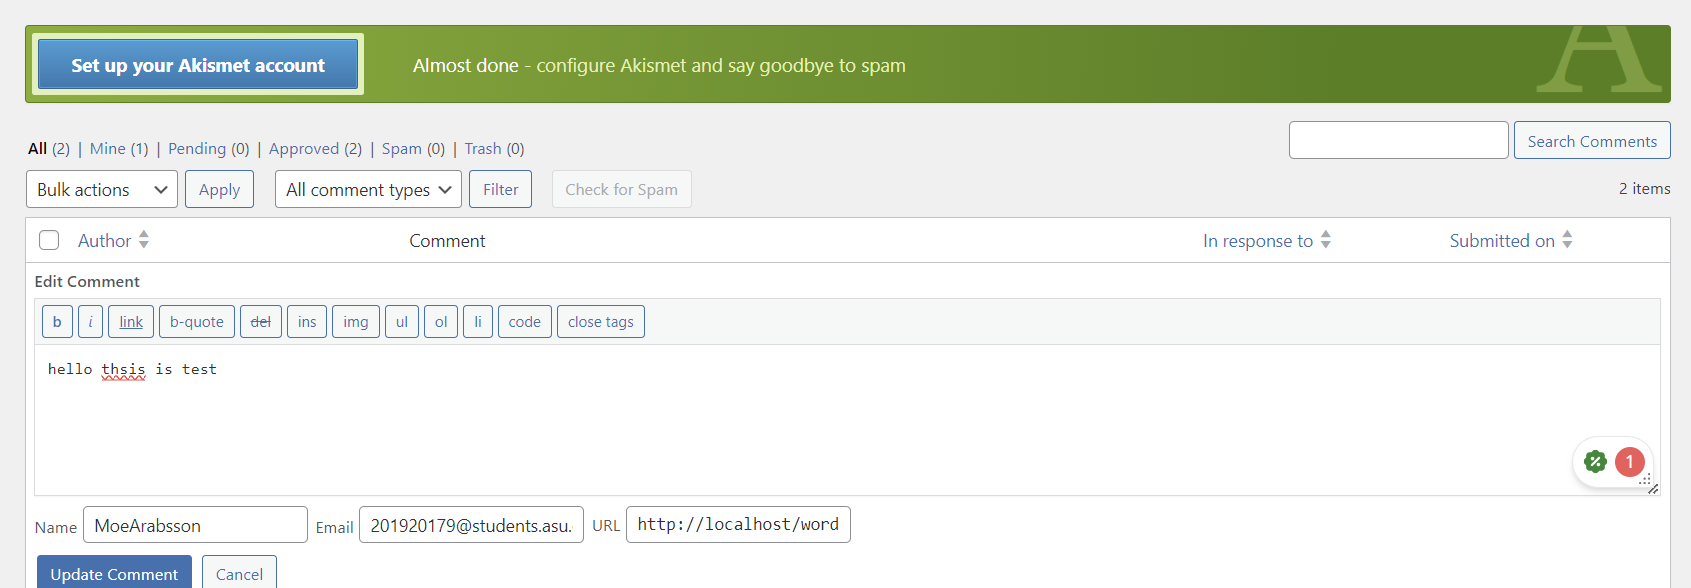 Set up your Akismet account
Almost done - configure Akismet and say goodbye to spam
A
All (2) | Mine (1) | Pending (0) | Approved (2) | Spam (0) | Trash (0)
Search Comments
Bulk actions Apply All comment types Filter Check for Spam
2 items
Author Comment In response to Submitted on
Edit Comment
b i link b-quote del ins img ul ol li code close tags
hello thsis is test
1
Name MoeArabsson Email 201920179@students.asu. URL http://localhost/word
Update Comment Cancel